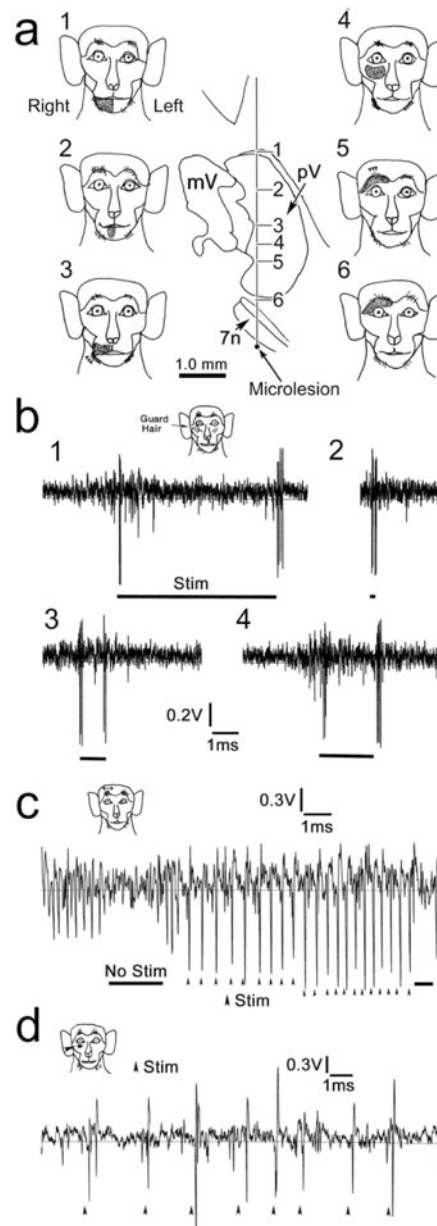 a
1
4
Right
Left
mV
pV
1
2
3
4
5
6
2
5
3
6
7n
1.0 mm
Microlesion
b
Guard
Hair
1
2
Stim
3
4
0.2V
1ms
c
0.3V
1ms
No Stim
Stim
d
Stim
0.3V
1ms